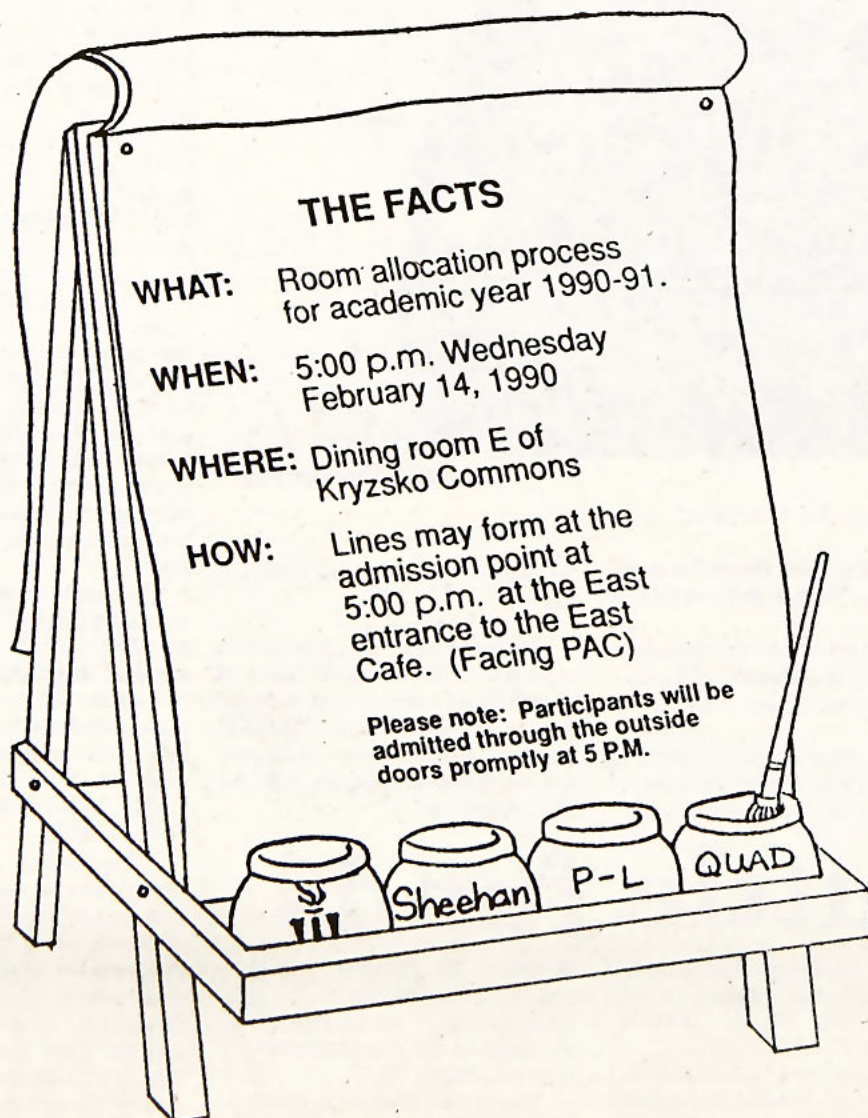 THE FACTS
WHAT: Room allocation process
for academic year 1990-91.
WHEN: 5:00 p.m. Wednesday
February 14, 1990
WHERE: Dining room E of
Kryzsko Commons
HOW: Lines may form at the
admission point at
5:00 p.m. at the East
entrance to the East
Cafe. (Facing PAC)
Please note: Participants will be
admitted through the outside
doors promptly at 5 P.M.
Sheehan
P-L
QUAD